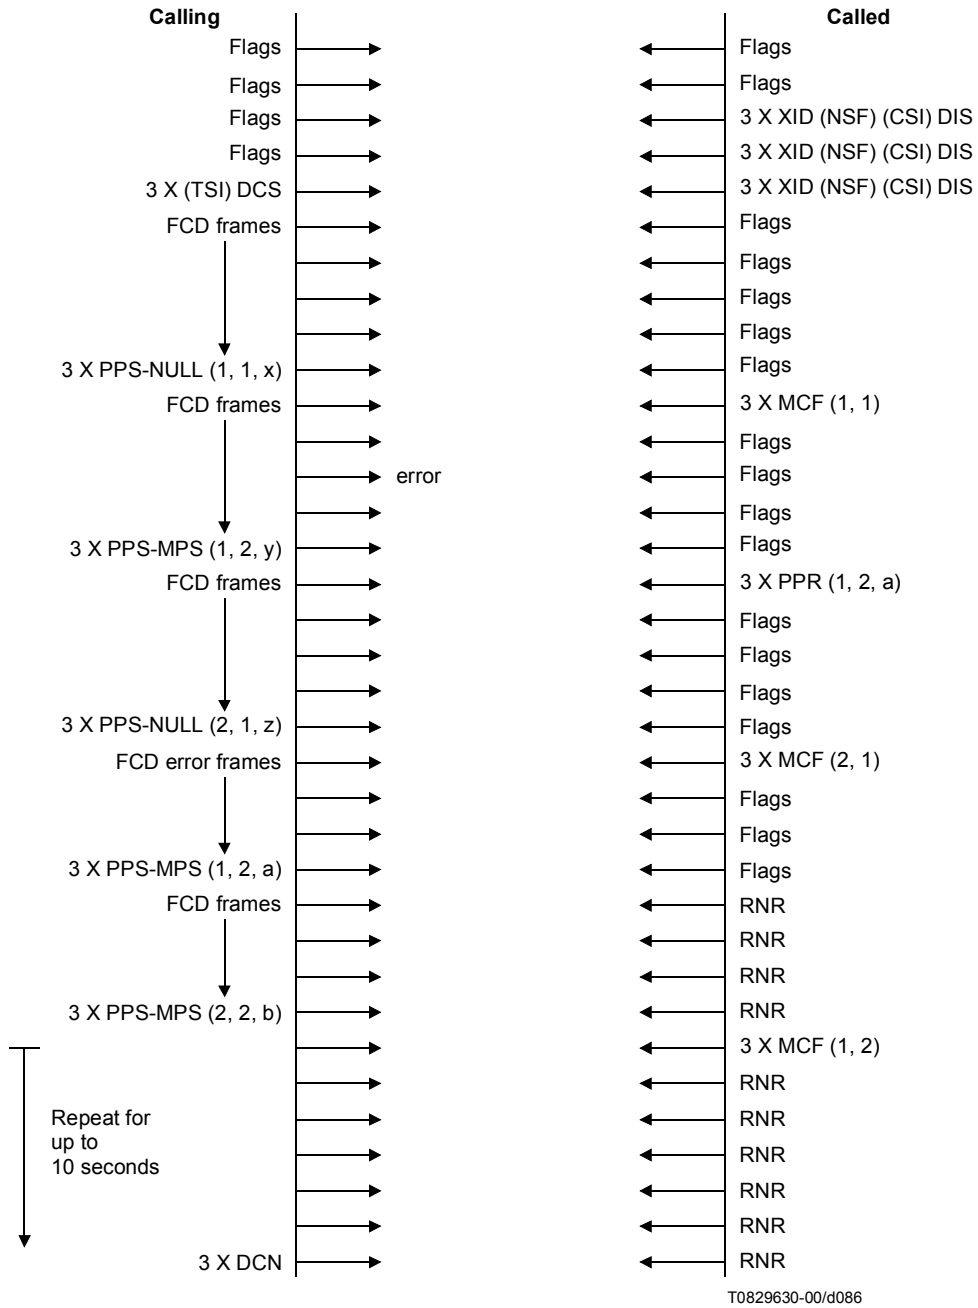 Calling Called
Flags Flags
Flags Flags
Flags 3 X XID (NSF) (CSI) DIS
Flags 3 X XID (NSF) (CSI) DIS
3 X (TSI) DCS 3 X XID (NSF) (CSI) DIS
FCD frames Flags
Flags
Flags
Flags
3 X PPS-NULL (1, 1, x) Flags
FCD frames 3 X MCF (1, 1)
Flags
error Flags
Flags
3 X PPS-MPS (1, 2, y) Flags
FCD frames 3 X PPR (1, 2, a)
Flags
Flags
Flags
3 X PPS-NULL (2, 1, z) Flags
FCD error frames 3 X MCF (2, 1)
Flags
Flags
3 X PPS-MPS (1, 2, a) Flags
FCD frames RNR
RNR
RNR
3 X PPS-MPS (2, 2, b) RNR
3 X MCF (1, 2)
RNR
Repeat for RNR
up to
10 seconds RNR
RNR
RNR
3 X DCN RNR
T0829630-00/d086